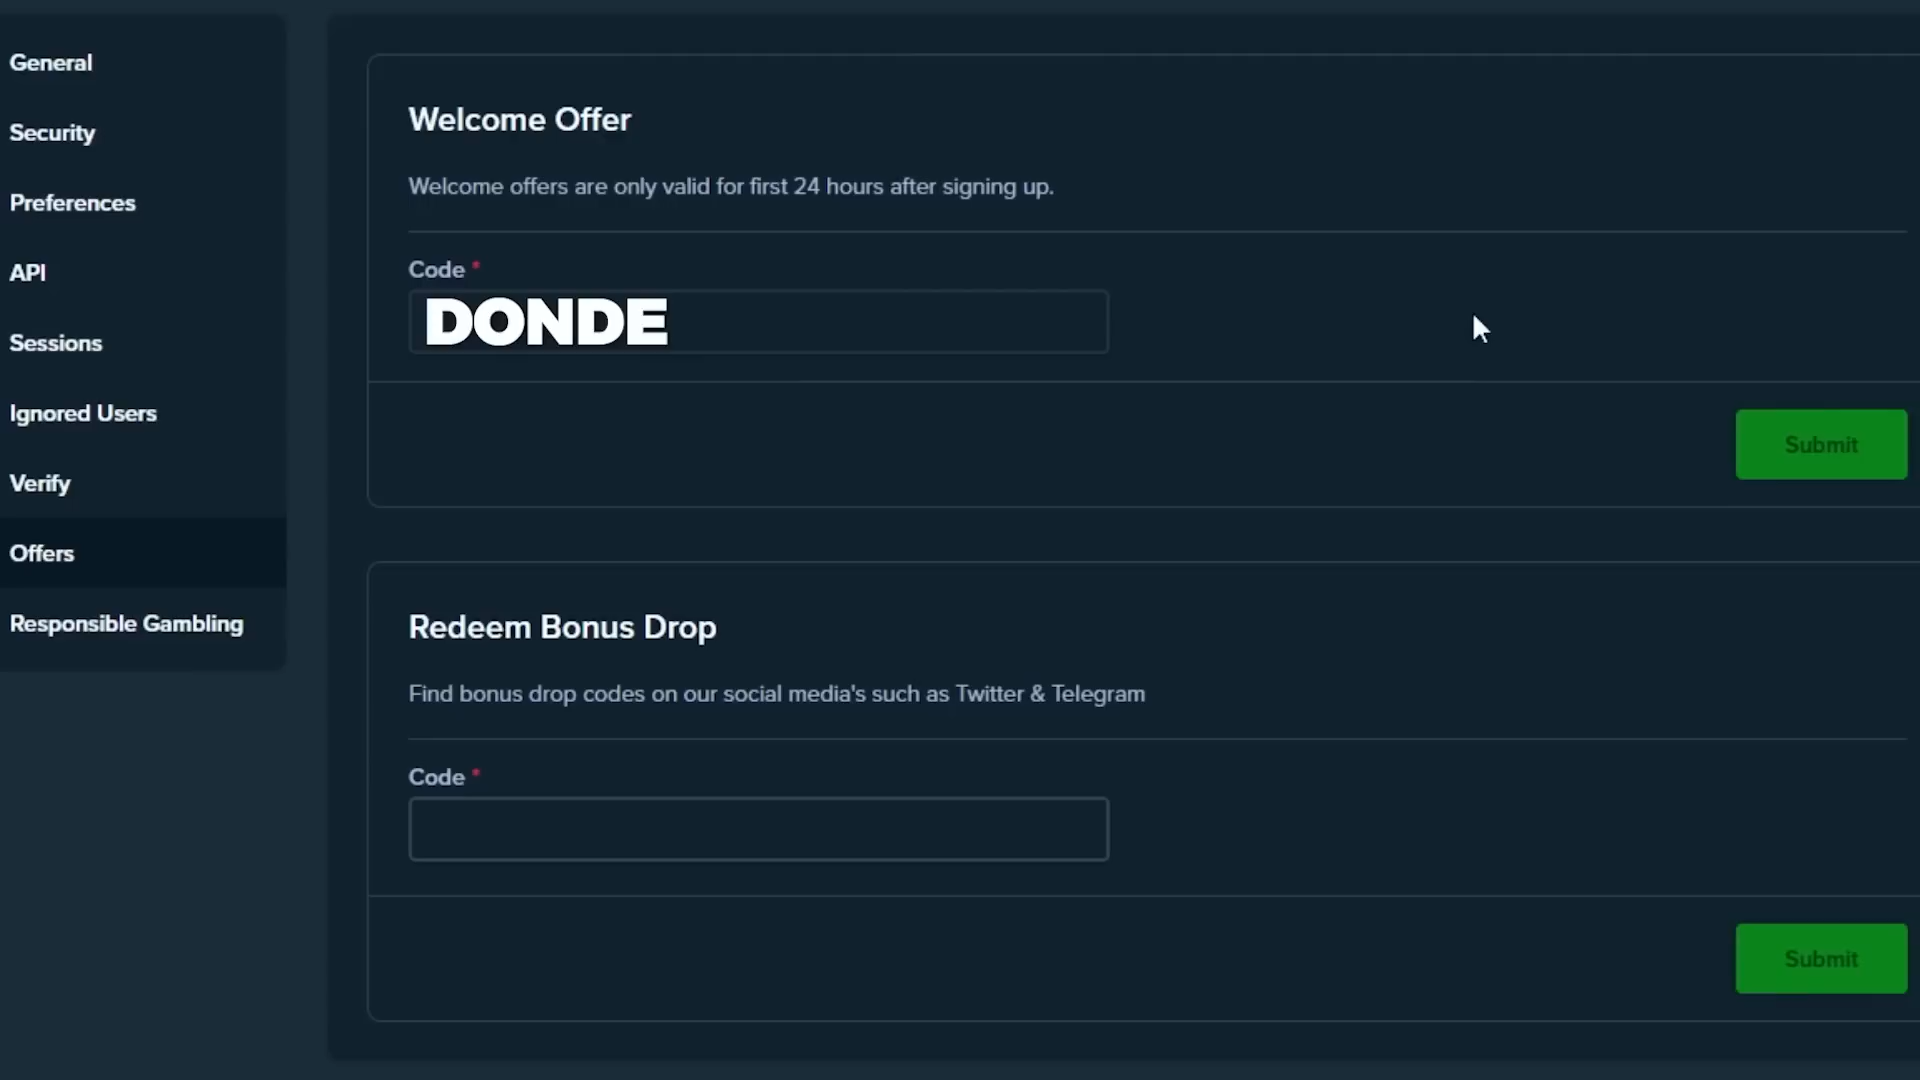 General
Security
Preferences
API
Sessions
Ignored Users
Verify
Offers
Responsible Gambling
Welcome Offer
Welcome offers are only valid for first 24 hours after signing up.
Code *
DONDE
Submit
Redeem Bonus Drop
Find bonus drop codes on our social media's such as Twitter & Telegram
Code *
Submit